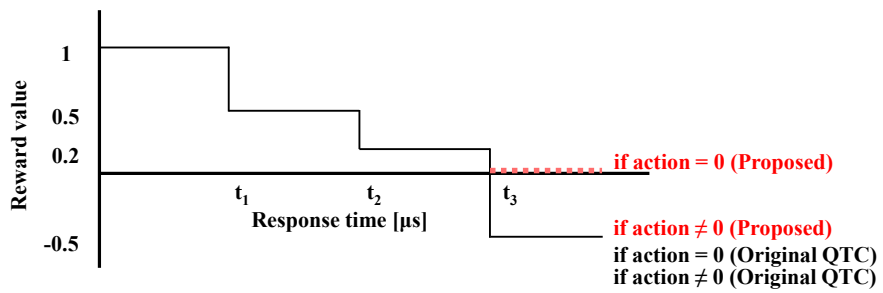 Reward value
1
0.5
0.2
-0.5
t1
t2
t3
Response time [μs]
if action = 0 (Proposed)
if action ≠ 0 (Proposed)
if action = 0 (Original QTC)
if action ≠ 0 (Original QTC)